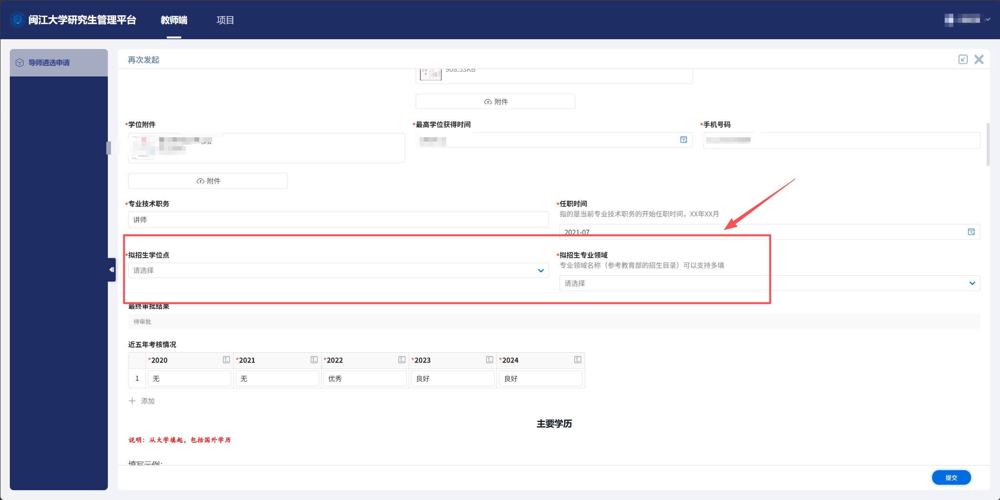 闽江大学研究生管理平台 教师端 项目
导师遴选申请
再次发起
908.53KB
附件
*学位附件 *最高学位获得时间 *手机号码
附件
*专业技术职务 *任职时间
指的是当前专业技术职务的开始任职时间，XX年XX月
讲师
2021-07
*拟招生学位点 *拟招生专业领域
专业领域名称（参考教育部的招生目录）可以支持多填
请选择
请选择
最终审批结果
待审批
近五年考核情况
*2020 *2021 *2022 *2023 *2024
1 无 无 优秀 良好 良好
添加
主要学历
说明：从大学填起，包括国外学历
填写示例：
提交